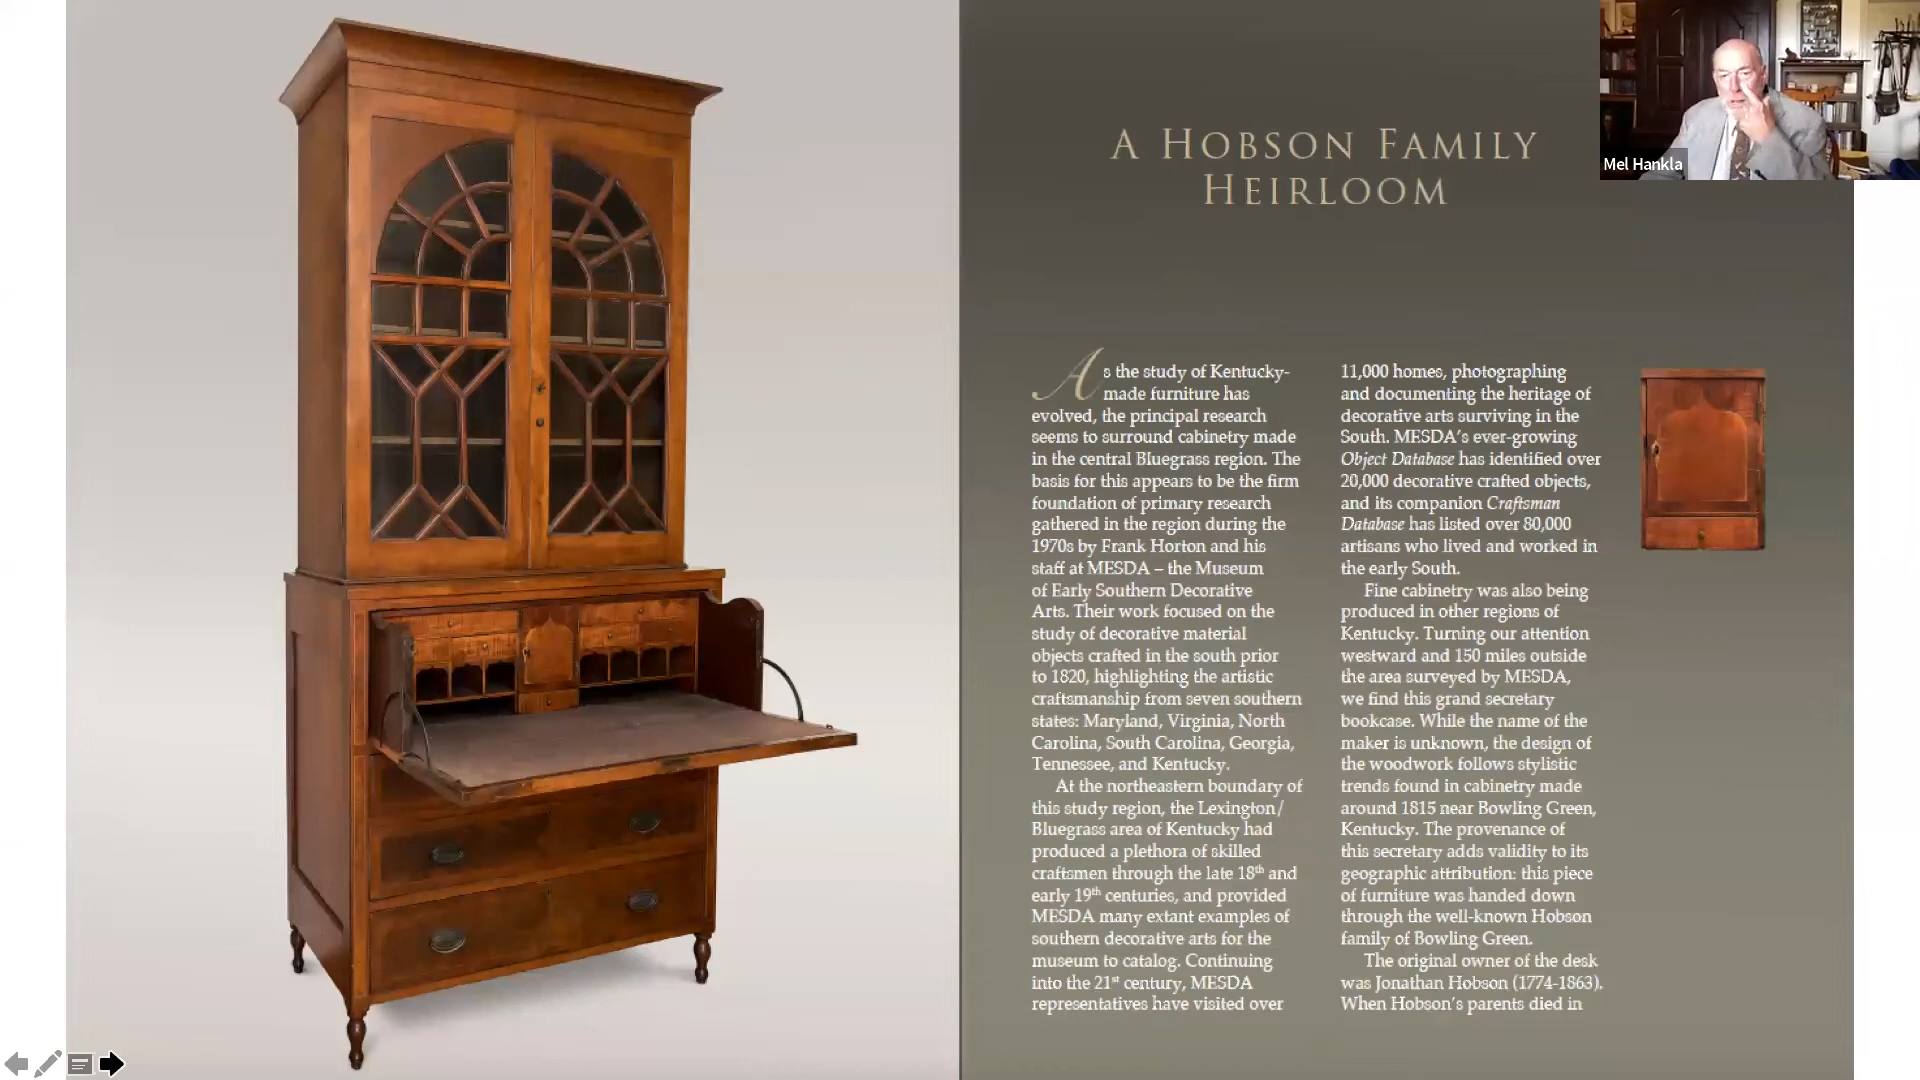 A HOBSON FAMILY
HEIRLOOM
As the study of Kentucky-
made furniture has
evolved, the principal research
seems to surround cabinetry made
in the central Bluegrass region. The
basis for this appears to be the firm
foundation of primary research
gathered in the region during the
1970s by Frank Horton and his
staff at MESDA – the Museum
of Early Southern Decorative
Arts. Their work focused on the
study of decorative material
objects crafted in the south prior
to 1820, highlighting the artistic
craftsmanship from seven southern
states: Maryland, Virginia, North
Carolina, South Carolina, Georgia,
Tennessee, and Kentucky.
At the northeastern boundary of
this study region, the Lexington/
Bluegrass area of Kentucky had
produced a plethora of skilled
craftsmen through the late 18th and
early 19th centuries, and provided
MESDA many extant examples of
southern decorative arts for the
museum to catalog. Continuing
into the 21st century, MESDA
representatives have visited over
11,000 homes, photographing
and documenting the heritage of
decorative arts surviving in the
South. MESDA's ever-growing
Object Database has identified over
20,000 decorative crafted objects,
and its companion Craftsman
Database has listed over 80,000
artisans who lived and worked in
the early South.
Fine cabinetry was also being
produced in other regions of
Kentucky. Turning our attention
westward and 150 miles outside
the area surveyed by MESDA,
we find this grand secretary
bookcase. While the name of the
maker is unknown, the design of
the woodwork follows stylistic
trends found in cabinetry made
around 1815 near Bowling Green,
Kentucky. The provenance of
this secretary adds validity to its
geographic attribution: this piece
of furniture was handed down
through the well-known Hobson
family of Bowling Green.
The original owner of the desk
was Jonathan Hobson (1774-1863).
When Hobson's parents died in
Mel Hankla